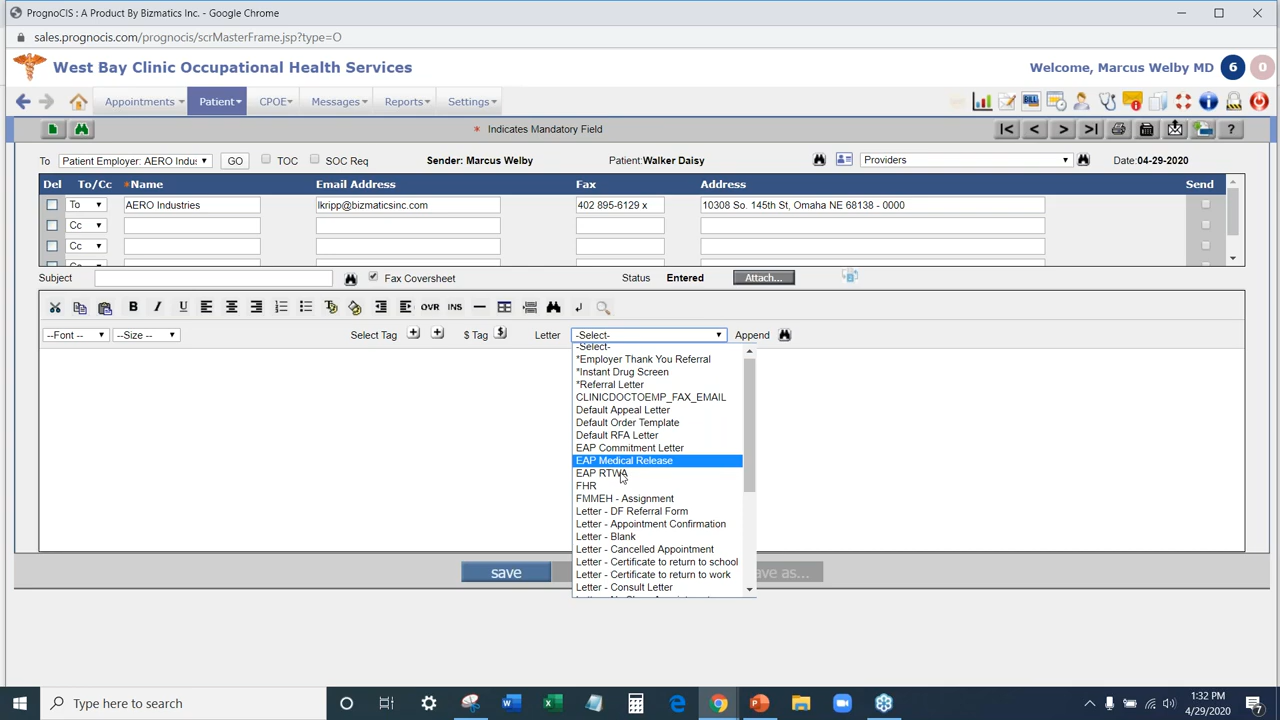 PrognoCIS : A Product By Bizmatics Inc. - Google Chrome
sales.prognocis.com/prognocis/scrMasterFrame.jsp?type=O
West Bay Clinic Occupational Health Services
Welcome, Marcus Welby MD 6 0
Appointments Patient CPOE Messages Reports Settings
BILL
* Indicates Mandatory Field
To Patient Employer: AERO Indus GO TOC SOC Req Sender: Marcus Welby Patient:Walker Daisy Providers Date:04-29-2020
Del To/Cc *Name Email Address Fax Address Send
To AERO Industries lkripp@bizmaticsinc.com 402 895-6129 x 10308 So. 145th St, Omaha NE 68138 - 0000
Cc
Cc
Subject Fax Coversheet Status Entered Attach...
B I U OVR INS
--Font -- --Size -- Select Tag $ Tag $ Letter -Select- Append
-Select-
*Employer Thank You Referral
*Instant Drug Screen
*Referral Letter
CLINICDOCTOEMP_FAX_EMAIL
Default Appeal Letter
Default Order Template
Default RFA Letter
EAP Commitment Letter
EAP Medical Release
EAP RTWA
FHR
FMMEH - Assignment
Letter - DF Referral Form
Letter - Appointment Confirmation
Letter - Blank
Letter - Cancelled Appointment
Letter - Certificate to return to school
Letter - Certificate to return to work
Letter - Consult Letter
save as...
Type here to search
1:32 PM
4/29/2020
7